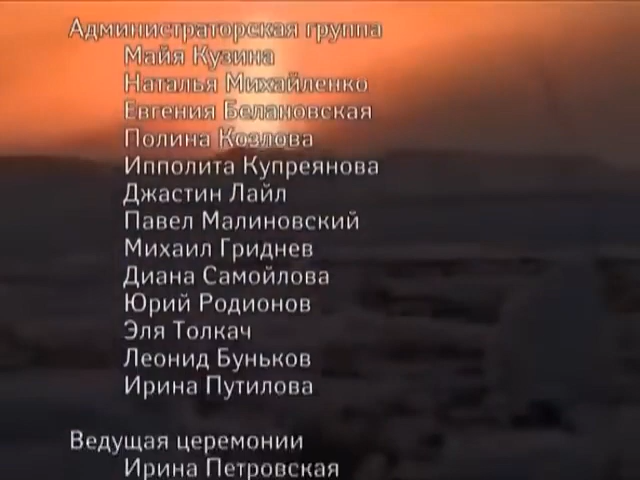 Администраторская группа
Майя Кузина
Наталья Михайленко
Евгения Белановская
Полина Козлова
Ипполита Купреянова
Джастин Лайл
Павел Малиновский
Михаил Гриднев
Диана Самойлова
Юрий Родионов
Эля Толкач
Леонид Буньков
Ирина Путилова
Ведущая церемонии
Ирина Петровская